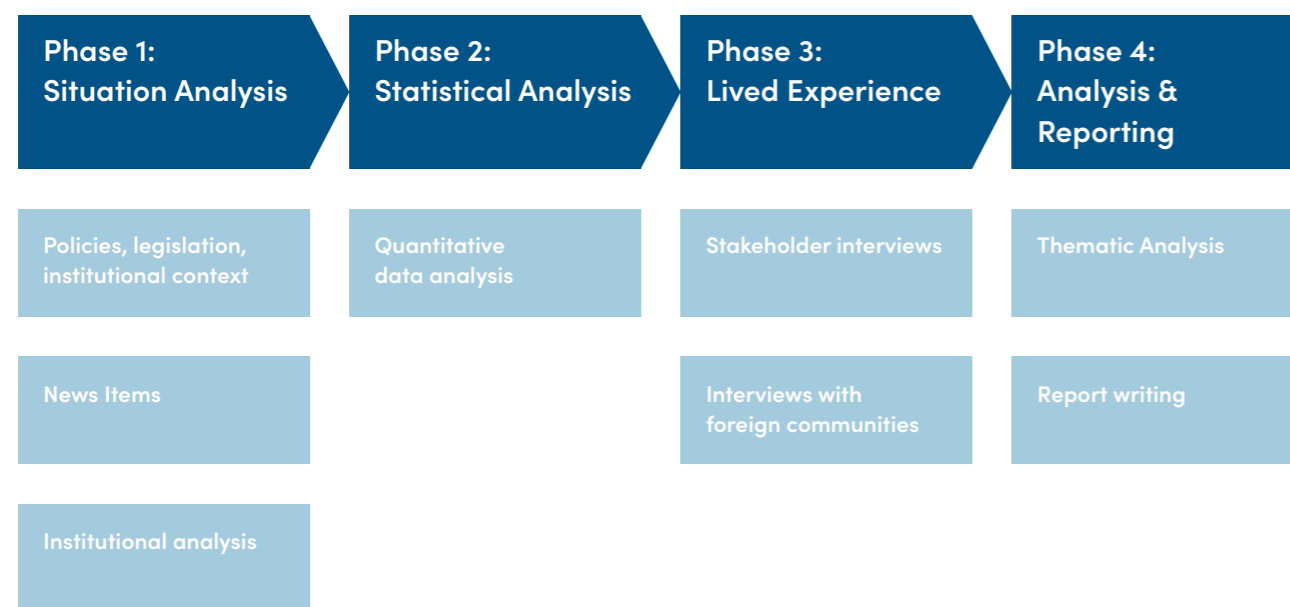 Phase 1:
Situation Analysis
Phase 2:
Statistical Analysis
Phase 3:
Lived Experience
Phase 4:
Analysis &
Reporting
Policies, legislation,
institutional context
Quantitative
data analysis
Stakeholder interviews
Thematic Analysis
News Items
Interviews with
foreign communities
Report writing
Institutional analysis